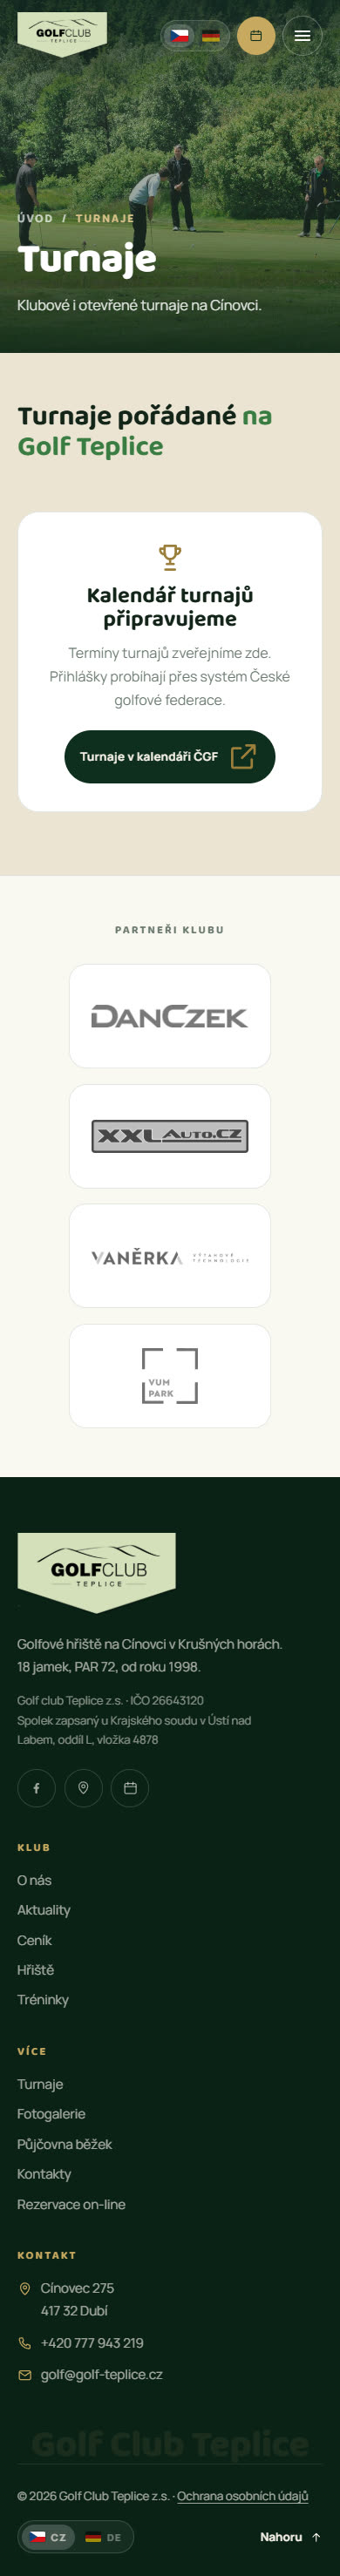 GOLFCLUB
TEPLICE
ÚVOD / TURNAJE
Turnaje
Klubové i otevřené turnaje na Cínovci.
Turnaje pořádané na
Golf Teplice
Kalendář turnajů
připravujeme
Termíny turnajů zveřejníme zde.
Přihlášky probíhají přes systém České
golfové federace.
Turnaje v kalendáři ČGF
PARTNEŘI KLUBU
DANCZEK
XXLAUTO.CZ
VANĚRKA VÝTAHOVÉ TECHNOLOGIE
VUM
PARK
GOLFCLUB
TEPLICE
Golfové hřiště na Cínovci v Krušných horách.
18 jamek, PAR 72, od roku 1998.
Golf club Teplice z.s. · IČO 26643120
Spolek zapsaný u Krajského soudu v Ústí nad
Labem, oddíl L, vložka 4878
KLUB
O nás
Aktuality
Ceník
Hřiště
Tréninky
VÍCE
Turnaje
Fotogalerie
Půjčovna běžek
Kontakty
Rezervace on-line
KONTAKT
Cínovec 275
417 32 Dubí
+420 777 943 219
golf@golf-teplice.cz
Golf Club Teplice
© 2026 Golf Club Teplice z.s. · Ochrana osobních údajů
CZ DE Nahoru ↑